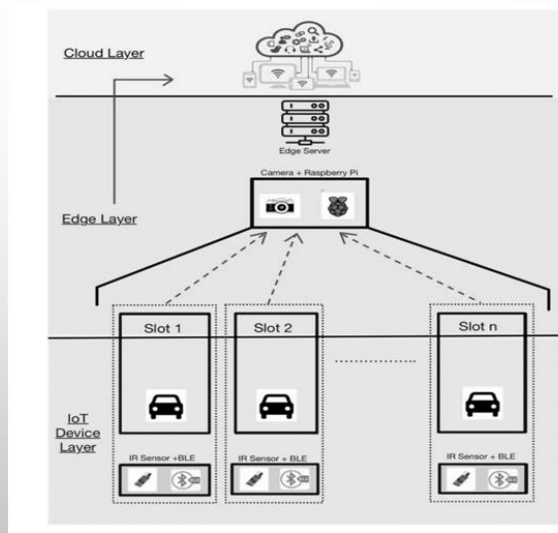 Cloud Layer
Edge Server
Camera + Raspberry Pi
Edge Layer
Slot 1
Slot 2
Slot n
IoT
Device
Layer
IR Sensor +BLE
IR Sensor + BLE
IR Sensor + BLE